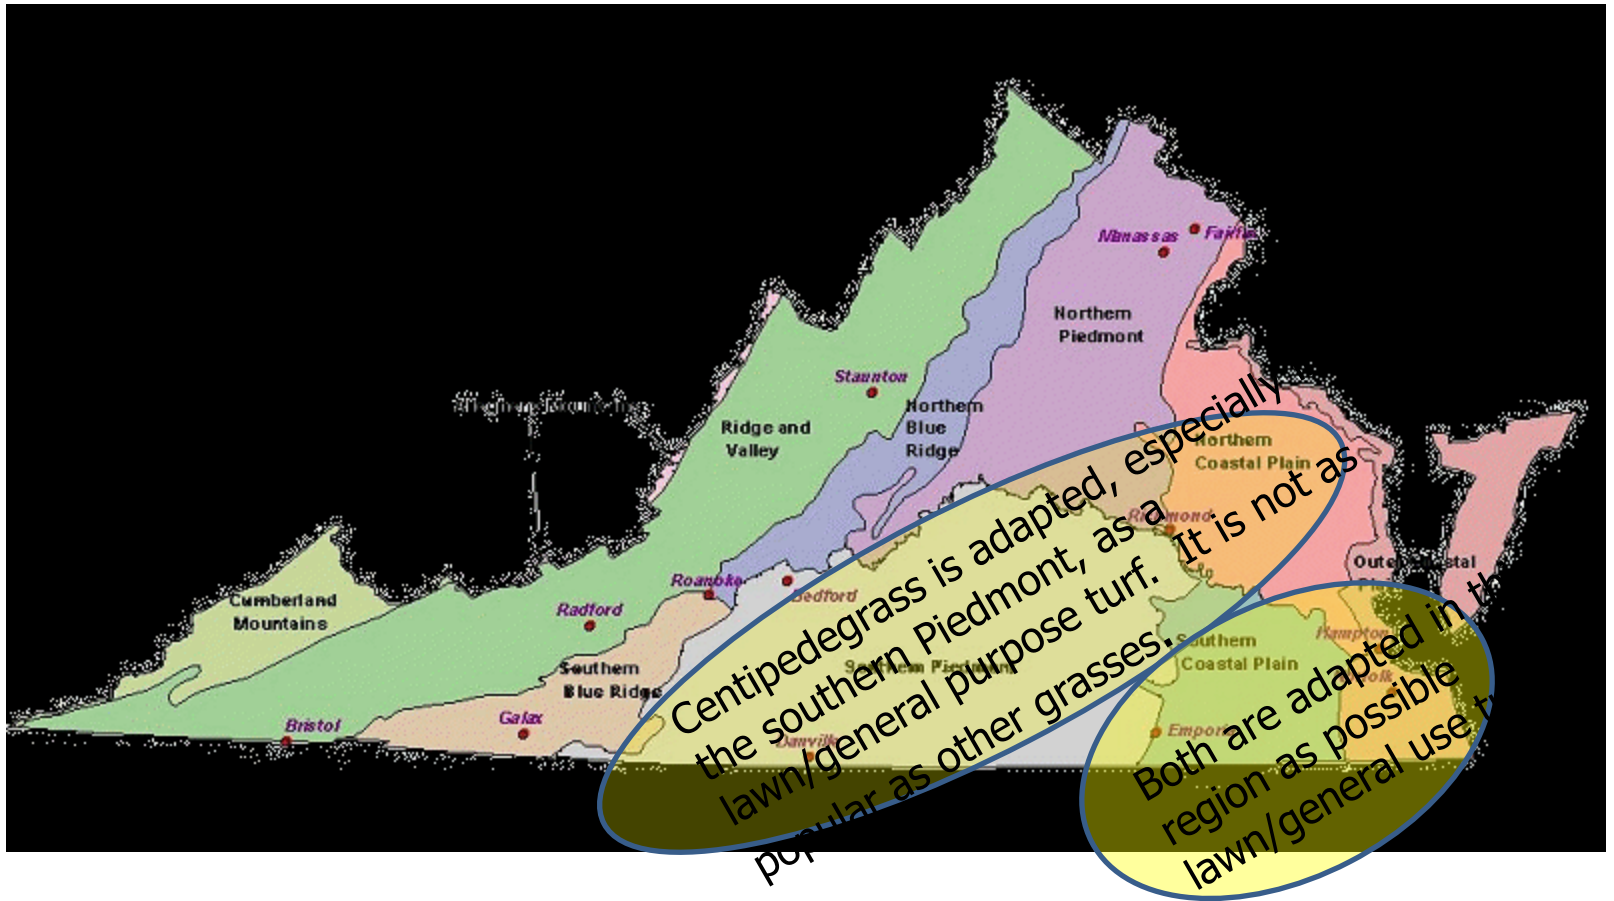 Manassas
Fairfax
Northern
Piedmont
Staunton
Northern
Blue
Ridge
Ridge and
Valley
Northern
Coastal Plain
Richmond
Roanoke
Bedford
Radford
Cumberland
Mountains
Southern
Blue Ridge
Southern Piedmont
Southern
Coastal Plain
Hampton
Bristol
Galax
Danville
Emporia
Centipedegrass is adapted, especially
the southern Piedmont, as a
lawn/general purpose turf. It is not as
popular as other grasses.
Both are adapted in
region as possible
lawn/general use